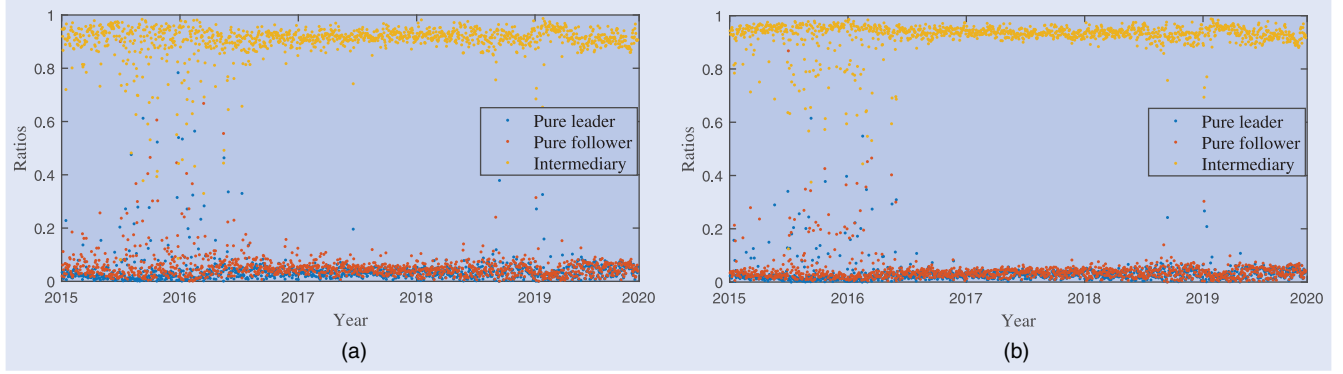 1
0.8
0.6
0.4
0.2
0
Ratios
Pure leader
Pure follower
Intermediary
2015 2016 2017 2018 2019 2020
Year
(a)
1
0.8
0.6
0.4
0.2
0
Ratios
Pure leader
Pure follower
Intermediary
2015 2016 2017 2018 2019 2020
Year
(b)